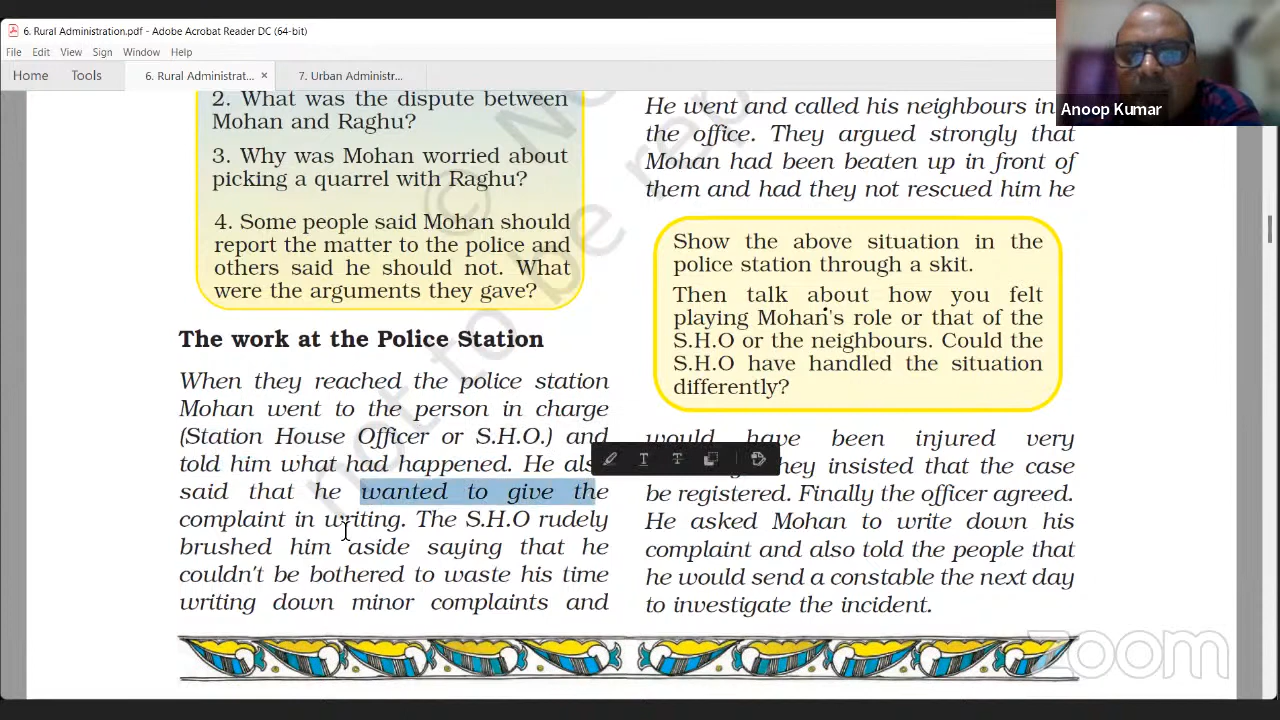 6. Rural Administration.pdf - Adobe Acrobat Reader DC (64-bit)
File Edit View Sign Window Help
Home Tools 6. Rural Administrat... × 7. Urban Administr...
Anoop Kumar
2. What was the dispute between
Mohan and Raghu?
3. Why was Mohan worried about
picking a quarrel with Raghu?
4. Some people said Mohan should
report the matter to the police and
others said he should not. What
were the arguments they gave?
The work at the Police Station
When they reached the police station
Mohan went to the person in charge
(Station House Officer or S.H.O.) and
told him what had happened. He also
said that he wanted to give the
complaint in writing. The S.H.O rudely
brushed him aside saying that he
couldn't be bothered to waste his time
writing down minor complaints and
He went and called his neighbours in
the office. They argued strongly that
Mohan had been beaten up in front of
them and had they not rescued him he
Show the above situation in the
police station through a skit.
Then talk about how you felt
playing Mohan's role or that of the
S.H.O or the neighbours. Could the
S.H.O have handled the situation
differently?
would have been injured very
they insisted that the case
be registered. Finally the officer agreed.
He asked Mohan to write down his
complaint and also told the people that
he would send a constable the next day
to investigate the incident.
not to be rep
© N
zoom